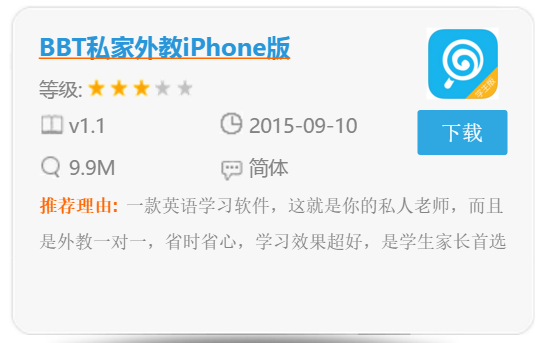 BBT私家外教iPhone版
等级:
学生版
v1.1
2015-09-10
下载
9.9M
简体
推荐理由: 一款英语学习软件，这就是你的私人老师，而且
是外教一对一，省时省心，学习效果超好，是学生家长首选